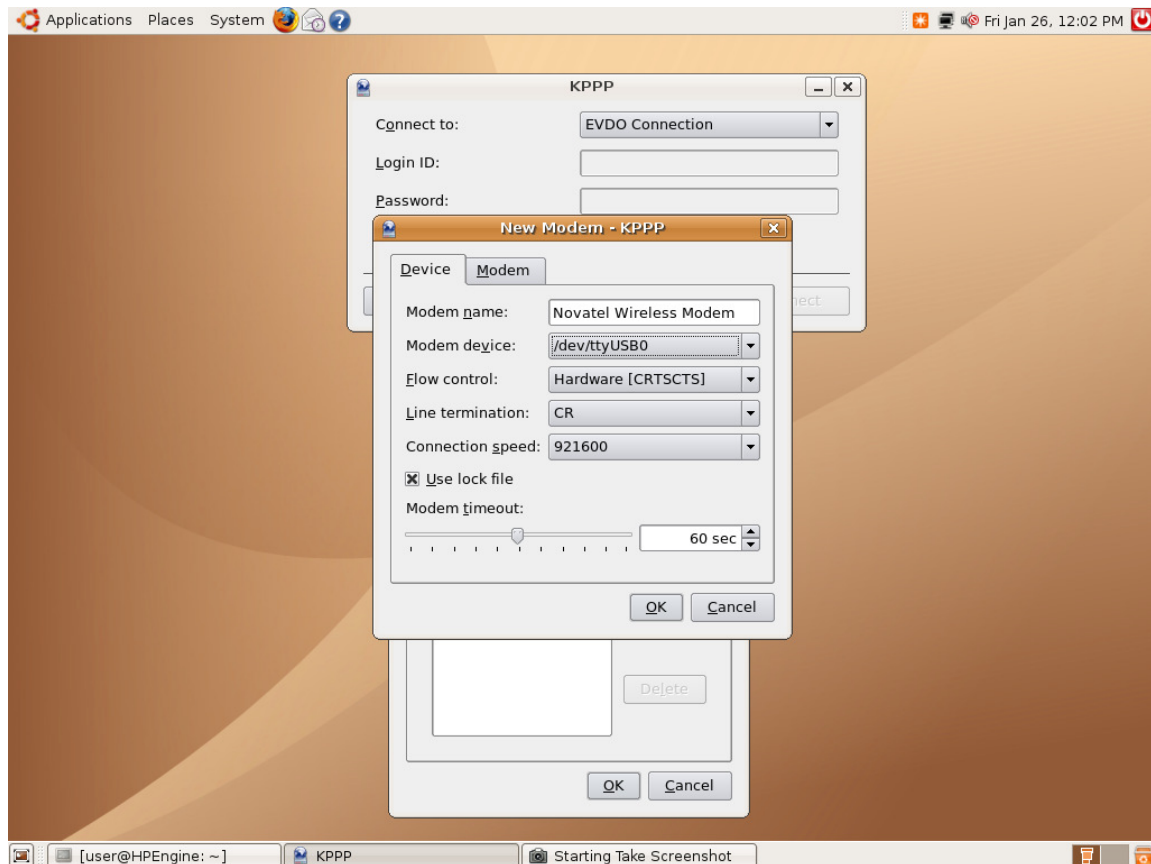 Applications Places System Fri Jan 26, 12:02 PM
KPPP
Connect to: EVDO Connection
Login ID:
Password:
New Modem - KPPP
Device Modem
Modem name: Novatel Wireless Modem
Modem device: /dev/ttyUSB0
Flow control: Hardware [CRTSCTS]
Line termination: CR
Connection speed: 921600
Use lock file
Modem timeout:
60 sec
OK Cancel
Delete
OK Cancel
[user@HPEngine: ~] KPPP Starting Take Screenshot